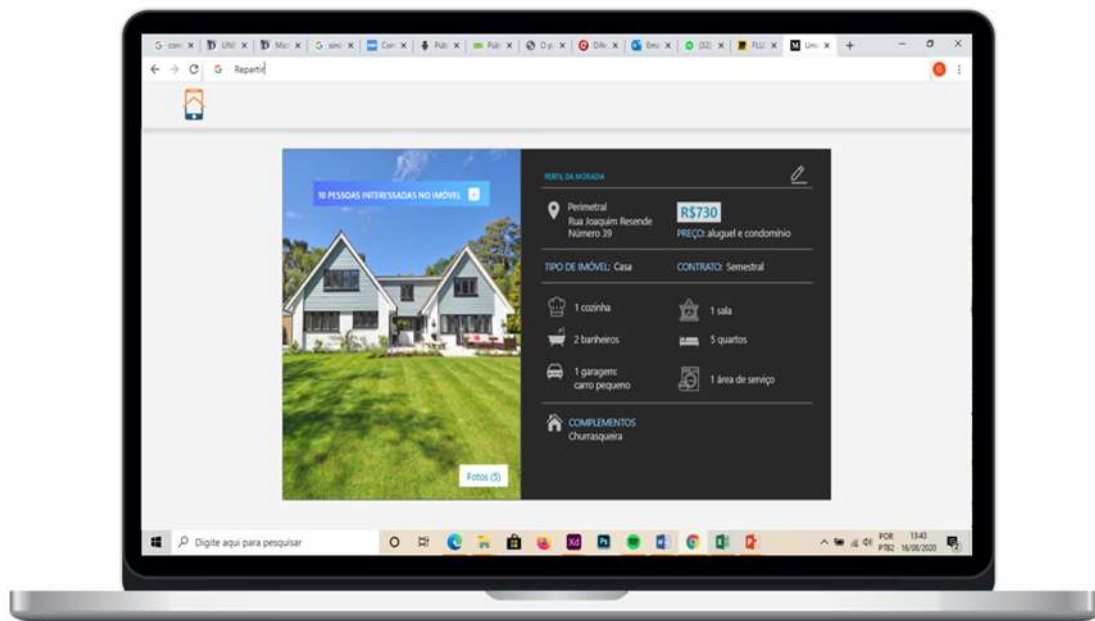 Repartir
10 PESSOAS INTERESSADAS NO IMÓVEL
Fotos (5)
PERFIL DA MORADIA
Perimetral
Rua Joaquim Resende
Número 39
R$730
PREÇO: aluguel e condomínio
TIPO DE IMÓVEL: Casa
CONTRATO: Semestral
1 cozinha
1 sala
2 banheiros
5 quartos
1 garagem:
carro pequeno
1 área de serviço
COMPLEMENTOS
Churrasqueira
Digite aqui para pesquisar
Xd
Ps
POR
PTB2
13:43
16/08/2020